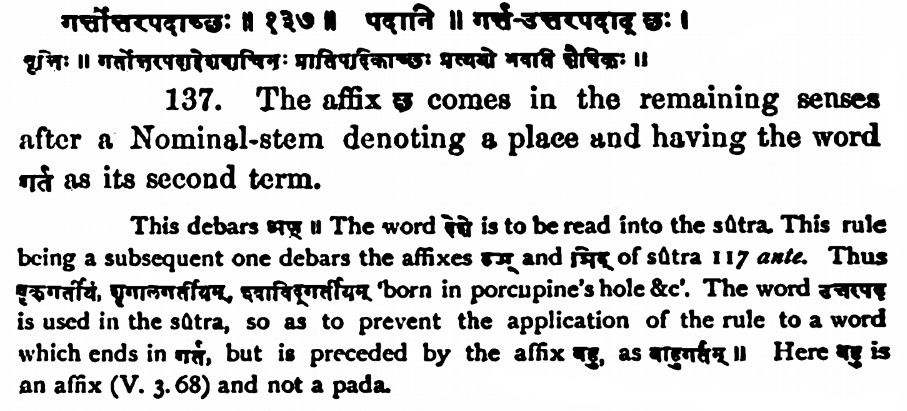 गर्त्तोत्तरपदाच्छः ॥ १३७ ॥ पदानि ॥ गर्त्त-उत्तरपदाद् छः ।
वृत्तिः ॥ गर्तोत्तरपदाद्देशवाचिनः प्रातिपदिकाच्छः प्रत्ययो भवति शैषिकः ॥
137. The affix छ comes in the remaining senses
after a Nominal-stem denoting a place and having the word
गर्त as its second term.
This debars अण् ॥ The word देशे is to be read into the sûtra. This rule
being a subsequent one debars the affixes ठञ् and ञिठ् of sûtra 117 ante. Thus
वृकगर्तीयं, शृगालगर्तीयम्, श्वाविद्गर्तीयम् 'born in porcupine's hole &c'. The word उत्तरपद
is used in the sûtra, so as to prevent the application of the rule to a word
which ends in गर्त, but is preceded by the affix बहु, as बाहुगर्तम् ॥ Here बहु is
an affix (V. 3. 68) and not a pada.